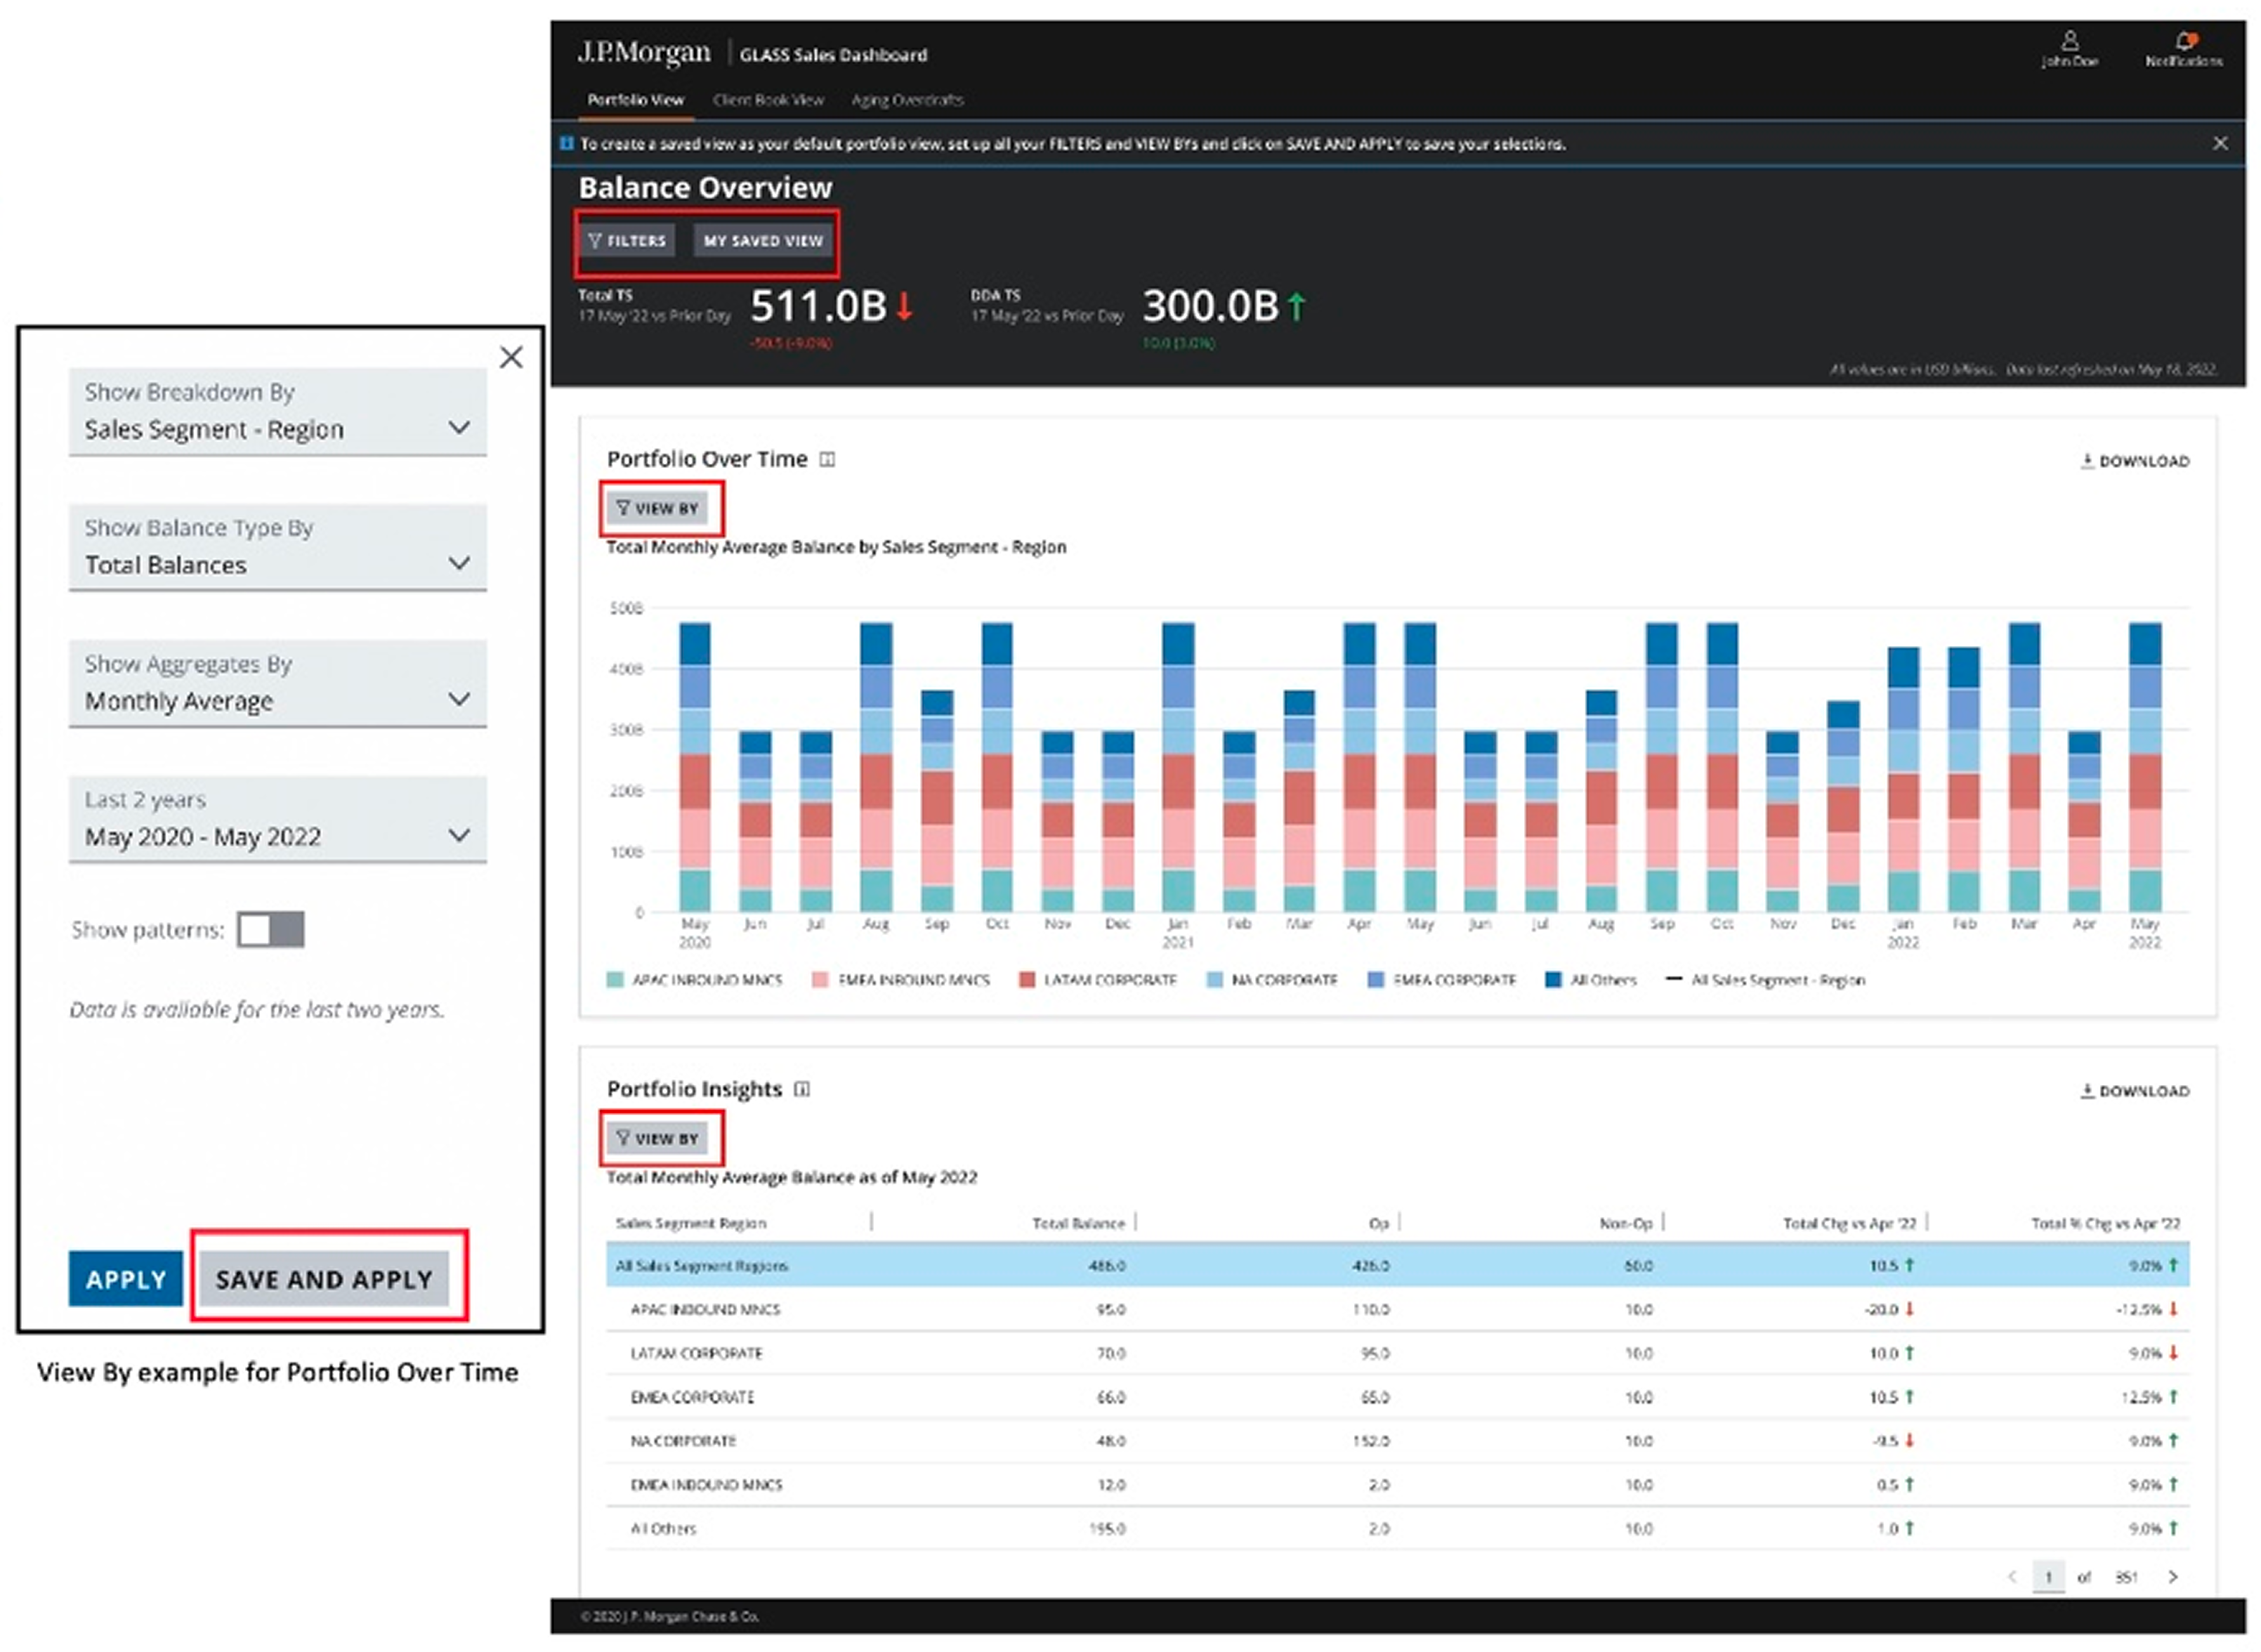 J.P.Morgan
GLASS Sales Dashboard
John Doe
Notifications
Portfolio View
Client Book View
Aging Overdrafts
To create a saved view as your default portfolio view, set up all your FILTERS and VIEW BYs and click on SAVE AND APPLY to save your selections.
Balance Overview
FILTERS
MY SAVED VIEW
Total TS
17 May '22 vs Prior Day
511.0B
-50.5 (-9.0%)
DDA TS
17 May '22 vs Prior Day
300.0B
10.0 (3.0%)
All values are in USD billions. Data last refreshed on May 18, 2022.
Show Breakdown By
Sales Segment - Region
Show Balance Type By
Total Balances
Show Aggregates By
Monthly Average
Last 2 years
May 2020 - May 2022
Show patterns:
Data is available for the last two years.
APPLY
SAVE AND APPLY
View By example for Portfolio Over Time
Portfolio Over Time
DOWNLOAD
VIEW BY
Total Monthly Average Balance by Sales Segment - Region
500B
400B
300B
200B
100B
0
May Jun Jul Aug Sep Oct Nov Dec Jan Feb Mar Apr May Jun Jul Aug Sep Oct Nov Dec Jan Feb Mar Apr May
2020 2021 2022 2022
APAC INBOUND MNCS EMEA INBOUND MNCS LATAM CORPORATE NA CORPORATE EMEA CORPORATE All Others All Sales Segment - Region
Portfolio Insights
DOWNLOAD
VIEW BY
Total Monthly Average Balance as of May 2022
Sales Segment Region Total Balance Op Non-Op Total Chg vs Apr '22 Total % Chg vs Apr '22
All Sales Segment Regions 486.0 426.0 60.0 10.5 9.0%
APAC INBOUND MNCS 95.0 110.0 10.0 -20.0 -12.5%
LATAM CORPORATE 70.0 95.0 10.0 10.0 9.0%
EMEA CORPORATE 66.0 65.0 10.0 10.5 12.5%
NA CORPORATE 48.0 152.0 10.0 -9.5 9.0%
EMEA INBOUND MNCS 12.0 2.0 10.0 0.5 9.0%
All Others 195.0 2.0 10.0 1.0 9.0%
1 of 351
© 2020 J.P. Morgan Chase & Co.